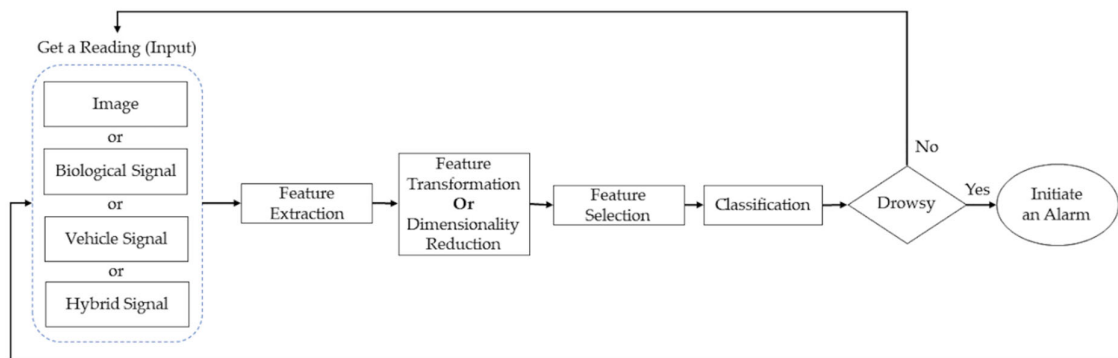 Get a Reading (Input)
Image
or
Biological Signal
or
Vehicle Signal
or
Hybrid Signal
Feature
Extraction
Feature
Transformation
Or
Dimensionality
Reduction
Feature
Selection
Classification
Drowsy
No
Yes
Initiate
an Alarm